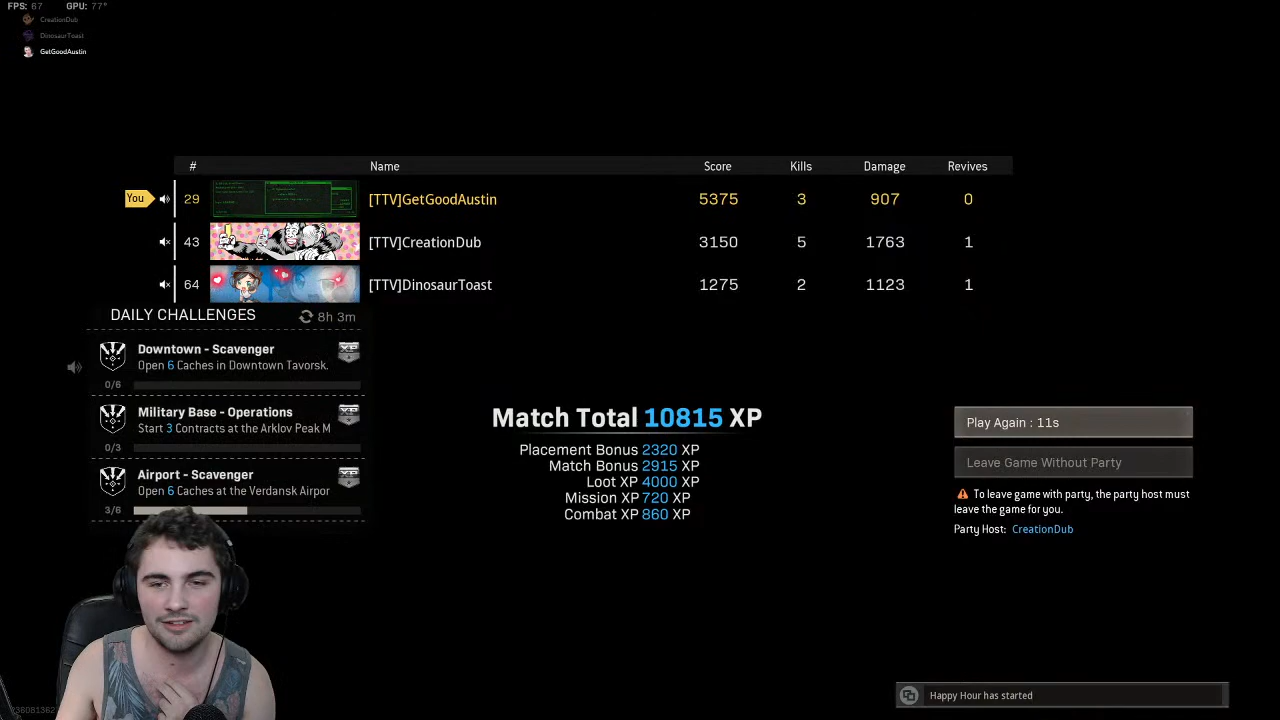 FPS: 67 GPU: 77°
CreationDub
DinosaurToast
GetGoodAustin
# Name Score Kills Damage Revives
You 29 [TTV]GetGoodAustin 5375 3 907 0
43 [TTV]CreationDub 3150 5 1763 1
64 [TTV]DinosaurToast 1275 2 1123 1
DAILY CHALLENGES 8h 3m
Downtown - Scavenger
Open 6 Caches in Downtown Tavorsk.
0/6
Military Base - Operations
Start 3 Contracts at the Arklov Peak M
0/3
Airport - Scavenger
Open 6 Caches at the Verdansk Airpor
3/6
Match Total 10815 XP
Placement Bonus 2320 XP
Match Bonus 2915 XP
Loot XP 4000 XP
Mission XP 720 XP
Combat XP 860 XP
Play Again : 11s
Leave Game Without Party
To leave game with party, the party host must
leave the game for you.
Party Host: CreationDub
Happy Hour has started